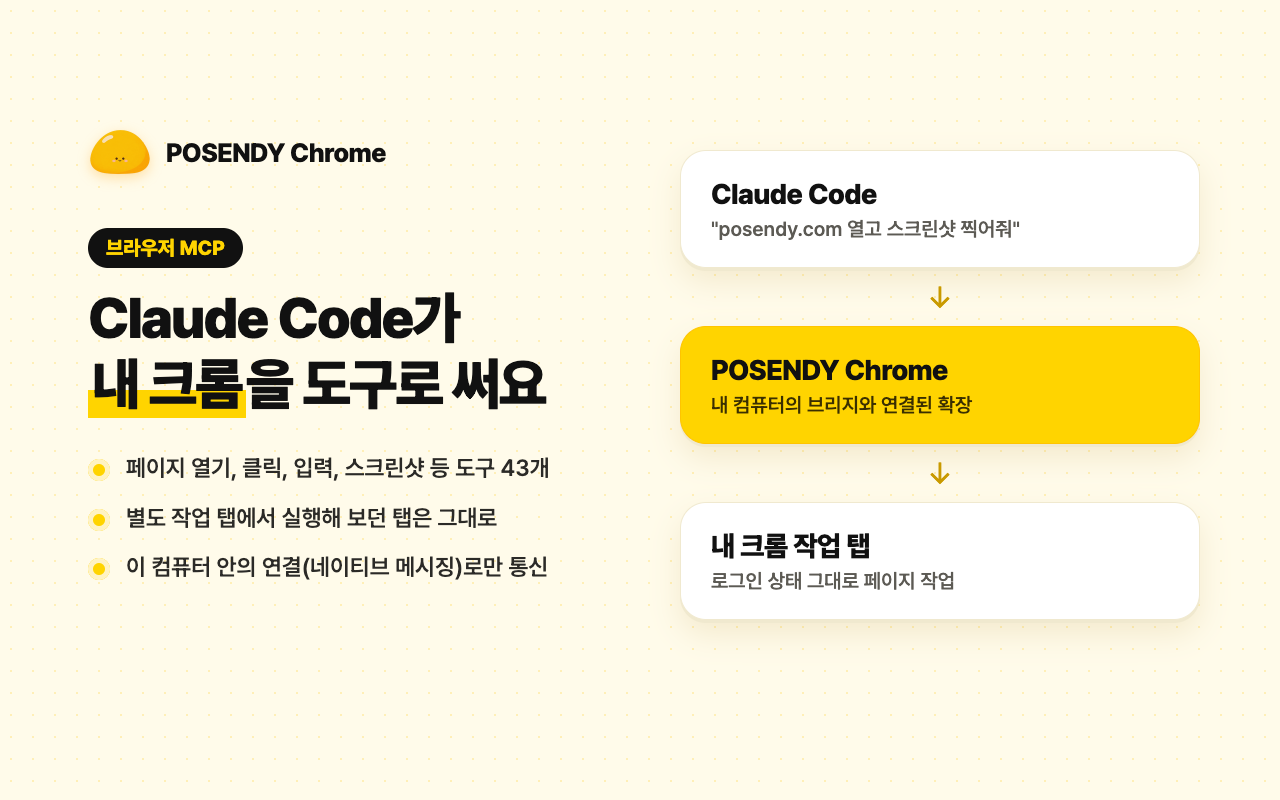 POSENDY Chrome
브라우저 MCP
Claude Code가
내 크롬을 도구로 써요
페이지 열기, 클릭, 입력, 스크린샷 등 도구 43개
별도 작업 탭에서 실행해 보던 탭은 그대로
이 컴퓨터 안의 연결(네이티브 메시징)로만 통신
Claude Code
"posendy.com 열고 스크린샷 찍어줘"
↓
POSENDY Chrome
내 컴퓨터의 브리지와 연결된 확장
↓
내 크롬 작업 탭
로그인 상태 그대로 페이지 작업